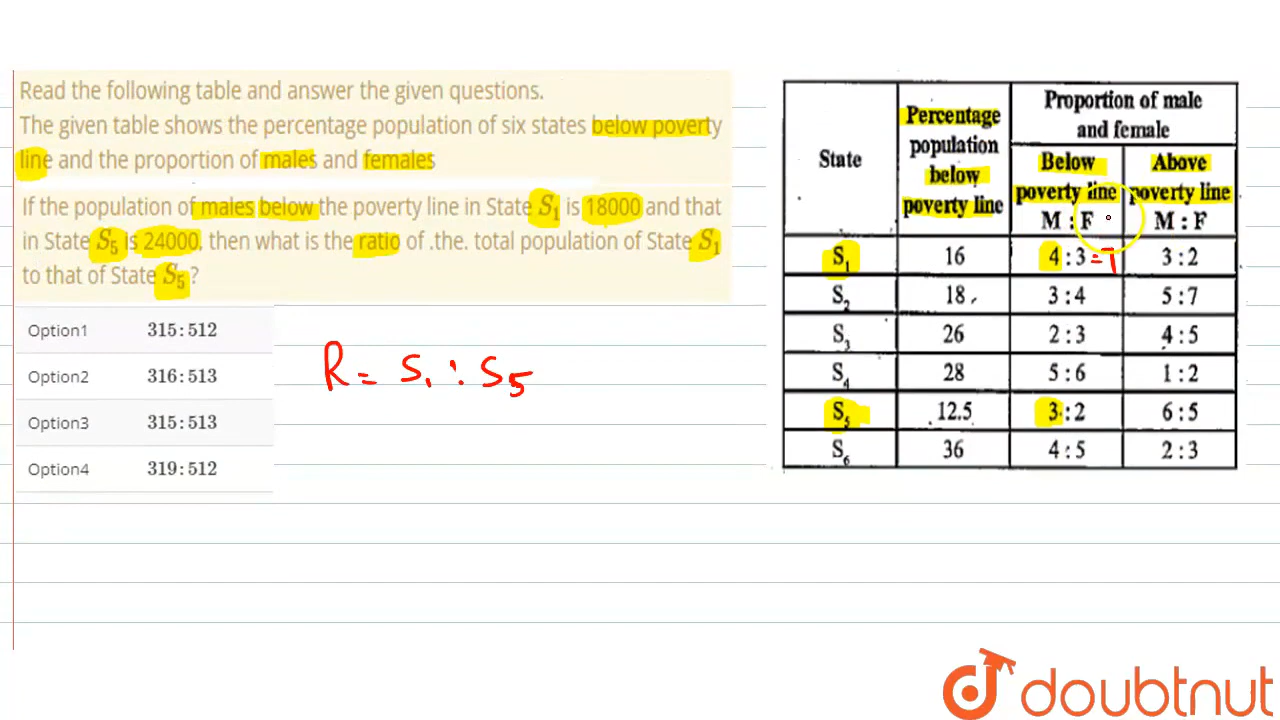 Read the following table and answer the given questions.
The given table shows the percentage population of six states below poverty
line and the proportion of males and females
If the population of males below the poverty line in State S₁ is 18000 and that
in State S₅ is 24000. then what is the ratio of .the. total population of State S₁
to that of State S₅ ?
Option1 315:512
Option2 316:513
Option3 315:513
Option4 319:512
R = S₁ : S₅
State Percentage population below poverty line Proportion of male and female
Below poverty line M : F Above poverty line M : F
S₁ 16 4 : 3 = 7 3 : 2
S₂ 18 3 : 4 5 : 7
S₃ 26 2 : 3 4 : 5
S₄ 28 5 : 6 1 : 2
S₅ 12.5 3 : 2 6 : 5
S₆ 36 4 : 5 2 : 3
doubtnut